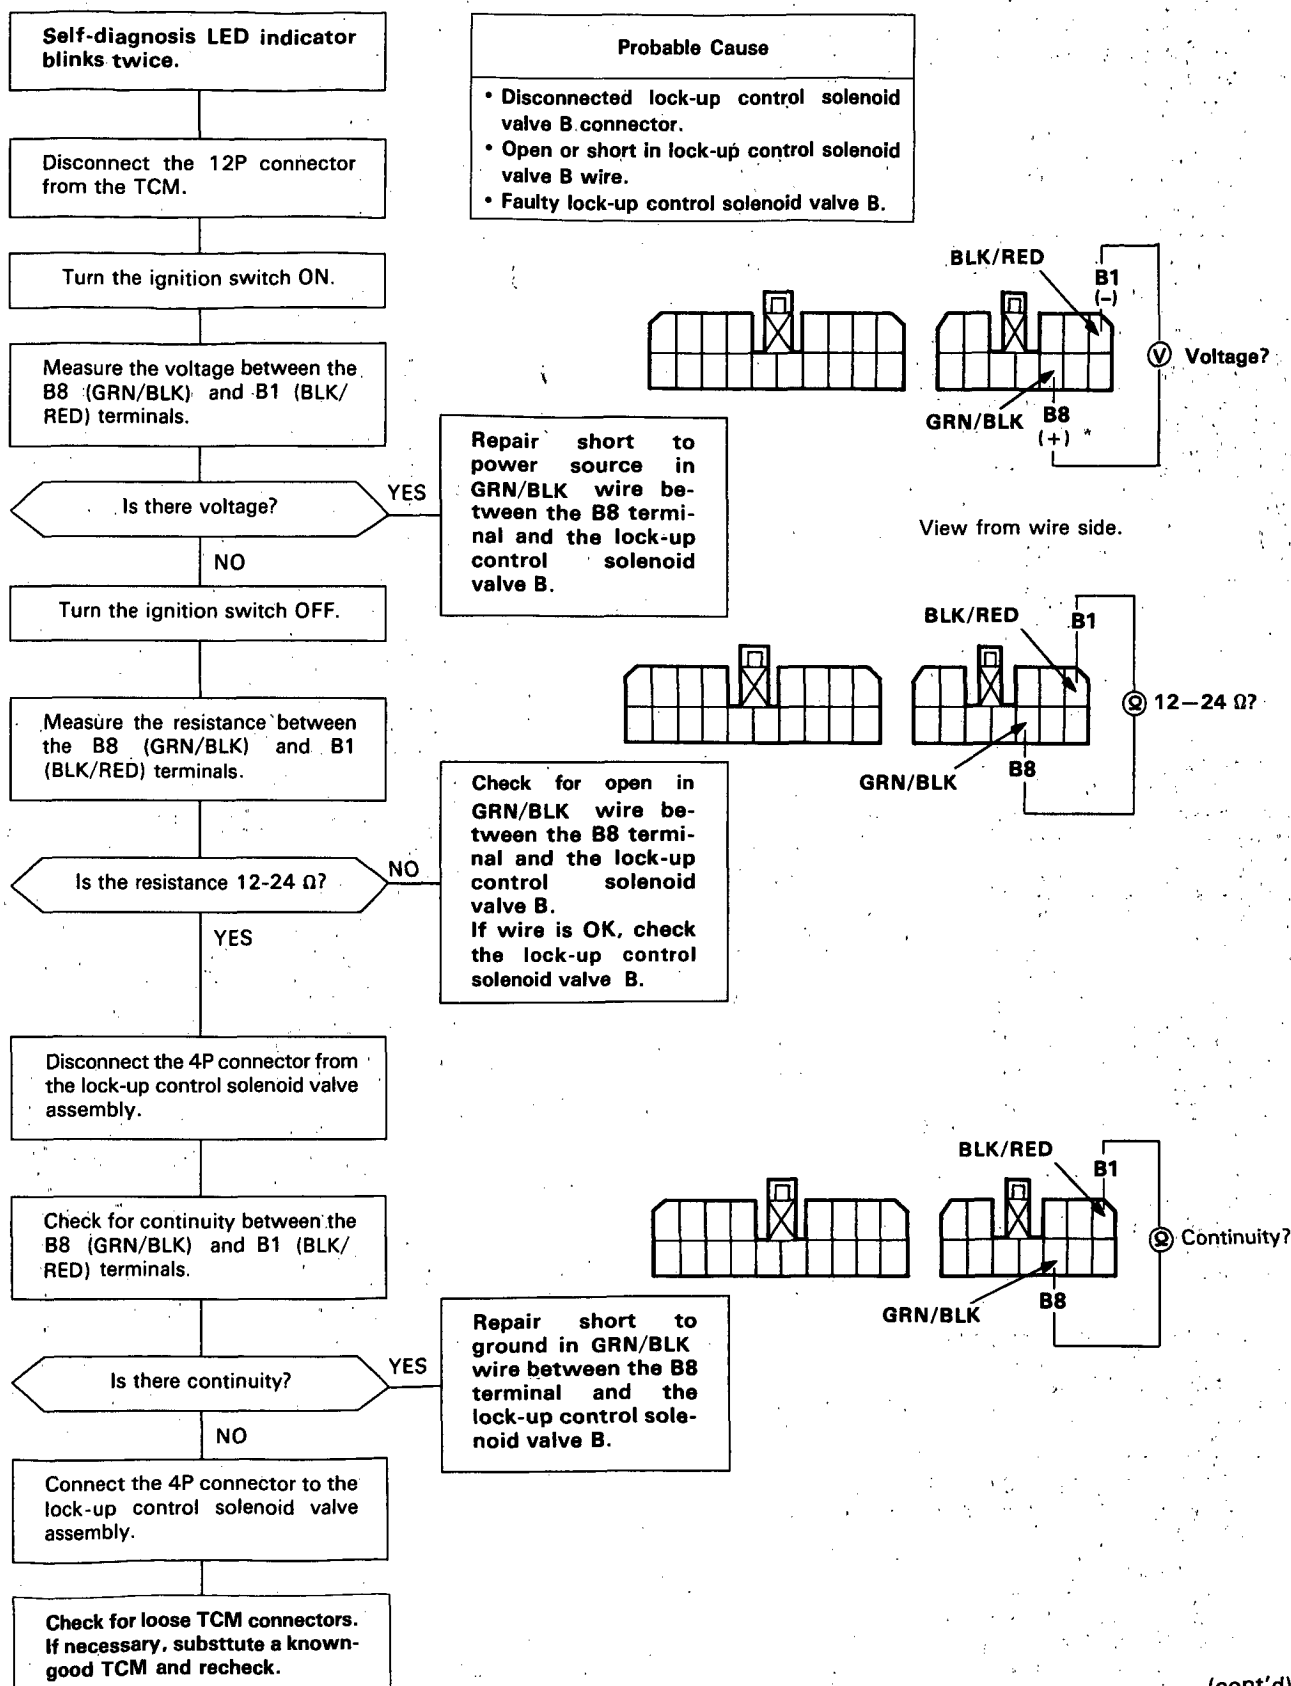 Self-diagnosis LED indicator
blinks twice.
Probable Cause
• Disconnected lock-up control solenoid
valve B connector.
• Open or short in lock-up control solenoid
valve B wire.
• Faulty lock-up control solenoid valve B.
Disconnect the 12P connector
from the TCM.
Turn the ignition switch ON.
Measure the voltage between the
B8 (GRN/BLK) and B1 (BLK/
RED) terminals.
BLK/RED
B1
(−)
V Voltage?
GRN/BLK B8
(+) *
View from wire side.
Is there voltage?
YES
Repair short to
power source in
GRN/BLK wire be-
tween the B8 termi-
nal and the lock-up
control solenoid
valve B.
NO
Turn the ignition switch OFF.
Measure the resistance between
the B8 (GRN/BLK) and B1
(BLK/RED) terminals.
BLK/RED
B1
Ω 12−24 Ω?
GRN/BLK
B8
Is the resistance 12-24 Ω?
NO
Check for open in
GRN/BLK wire be-
tween the B8 termi-
nal and the lock-up
control solenoid
valve B.
If wire is OK, check
the lock-up control
solenoid valve B.
YES
Disconnect the 4P connector from
the lock-up control solenoid valve
assembly.
Check for continuity between the
B8 (GRN/BLK) and B1 (BLK/
RED) terminals.
BLK/RED
B1
Ω Continuity?
GRN/BLK
B8
Is there continuity?
YES
Repair short to
ground in GRN/BLK
wire between the B8
terminal and the
lock-up control sole-
noid valve B.
NO
Connect the 4P connector to the
lock-up control solenoid valve
assembly.
Check for loose TCM connectors.
If necessary, substtute a known-
good TCM and recheck.
(cont'd)